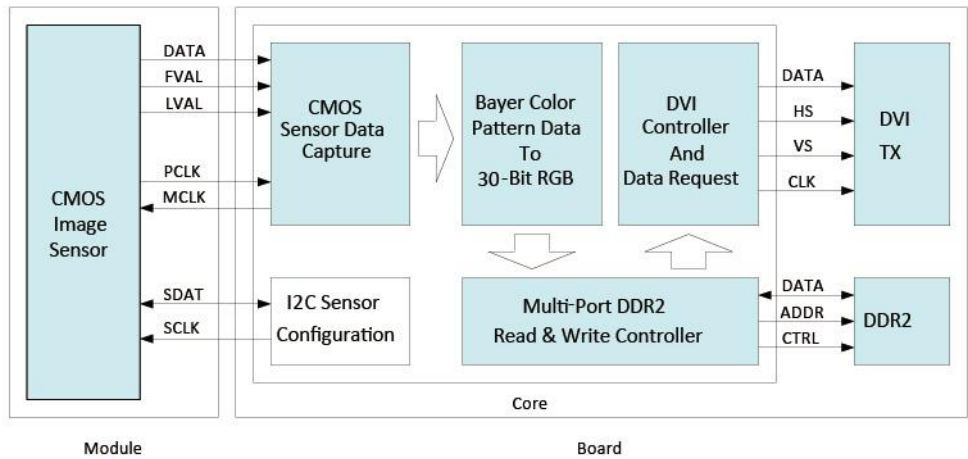 CMOS
Image
Sensor
DATA
FVAL
LVAL
PCLK
MCLK
SDAT
SCLK
CMOS
Sensor Data
Capture
I2C Sensor
Configuration
Bayer Color
Pattern Data
To
30-Bit RGB
DVI
Controller
And
Data Request
Multi-Port DDR2
Read & Write Controller
DATA
HS
VS
CLK
DVI
TX
DATA
ADDR
CTRL
DDR2
Core
Module
Board